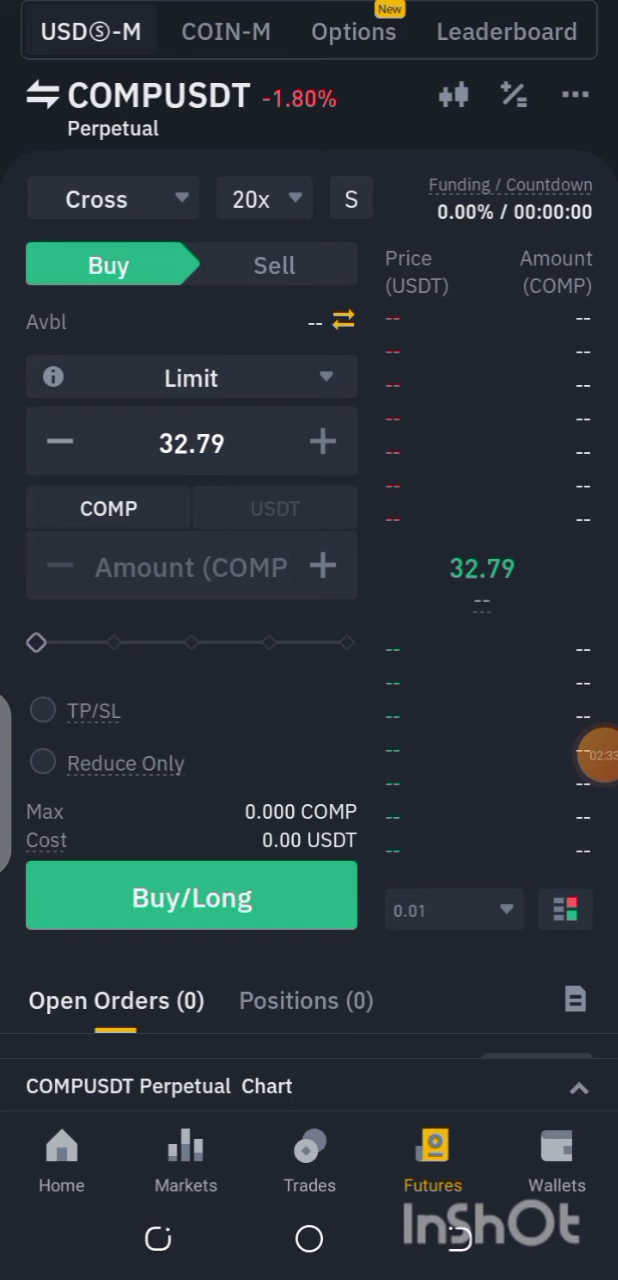 USDⓈ-M COIN-M Options New Leaderboard
COMPUSDT -1.80%
Perpetual
Cross 20x S
Funding / Countdown
0.00% / 00:00:00
Buy Sell
Price Amount
(USDT) (COMP)
Avbl --
-- --
-- --
Limit
-- --
-- --
32.79
-- --
-- --
COMP USDT
-- --
Amount (COMP
32.79
--
-- --
-- --
TP/SL
-- --
-- --
02:33
Reduce Only
-- --
Max 0.000 COMP
-- --
Cost 0.00 USDT
-- --
Buy/Long
0.01
Open Orders (0) Positions (0)
COMPUSDT Perpetual Chart
Home Markets Trades Futures Wallets
InShOt